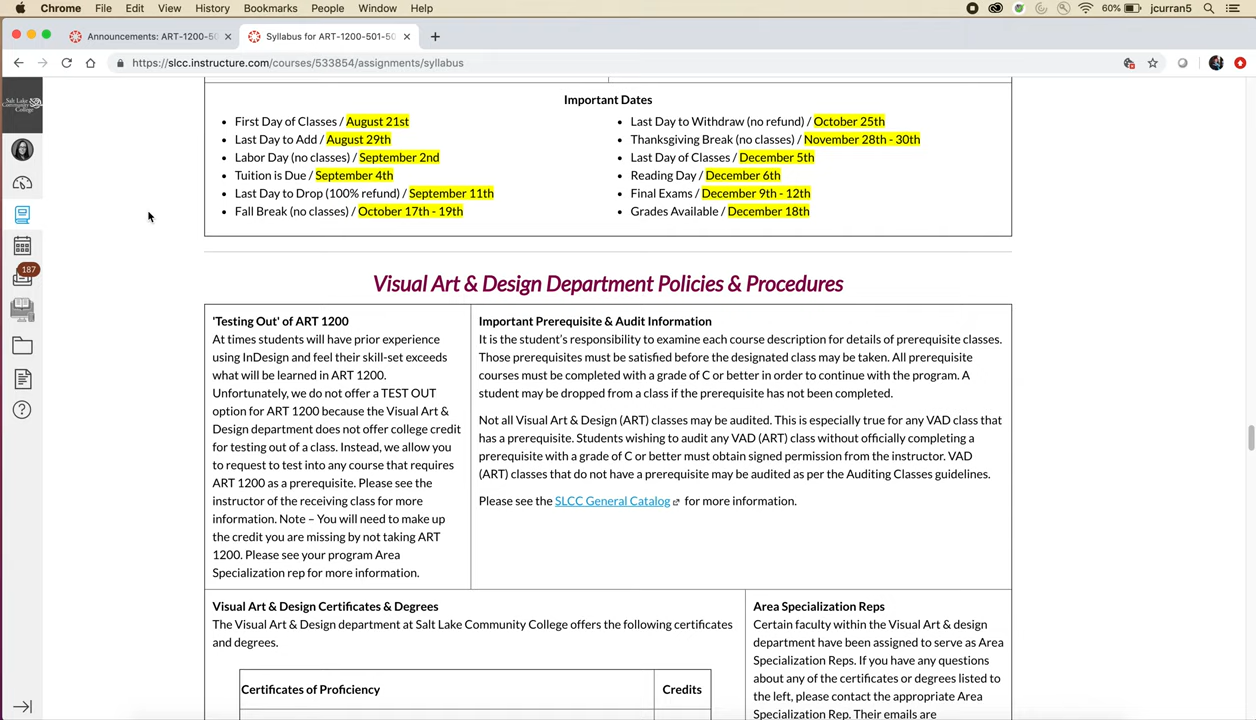 Chrome File Edit View History Bookmarks People Window Help 60% jcurran5
Announcements: ART-1200-50
Syllabus for ART-1200-501-50
https://slcc.instructure.com/courses/533854/assignments/syllabus
Salt Lake
Community
College
187
Important Dates
First Day of Classes / August 21st
Last Day to Add / August 29th
Labor Day (no classes) / September 2nd
Tuition is Due / September 4th
Last Day to Drop (100% refund) / September 11th
Fall Break (no classes) / October 17th - 19th
Last Day to Withdraw (no refund) / October 25th
Thanksgiving Break (no classes) / November 28th - 30th
Last Day of Classes / December 5th
Reading Day / December 6th
Final Exams / December 9th - 12th
Grades Available / December 18th
Visual Art & Design Department Policies & Procedures
'Testing Out' of ART 1200
At times students will have prior experience
using InDesign and feel their skill-set exceeds
what will be learned in ART 1200.
Unfortunately, we do not offer a TEST OUT
option for ART 1200 because the Visual Art &
Design department does not offer college credit
for testing out of a class. Instead, we allow you
to request to test into any course that requires
ART 1200 as a prerequisite. Please see the
instructor of the receiving class for more
information. Note – You will need to make up
the credit you are missing by not taking ART
1200. Please see your program Area
Specialization rep for more information.
Important Prerequisite & Audit Information
It is the student's responsibility to examine each course description for details of prerequisite classes.
Those prerequisites must be satisfied before the designated class may be taken. All prerequisite
courses must be completed with a grade of C or better in order to continue with the program. A
student may be dropped from a class if the prerequisite has not been completed.
Not all Visual Art & Design (ART) classes may be audited. This is especially true for any VAD class that
has a prerequisite. Students wishing to audit any VAD (ART) class without officially completing a
prerequisite with a grade of C or better must obtain signed permission from the instructor. VAD
(ART) classes that do not have a prerequisite may be audited as per the Auditing Classes guidelines.
Please see the SLCC General Catalog for more information.
Visual Art & Design Certificates & Degrees
The Visual Art & Design department at Salt Lake Community College offers the following certificates
and degrees.
Certificates of Proficiency
Credits
Area Specialization Reps
Certain faculty within the Visual Art & design
department have been assigned to serve as Area
Specialization Reps. If you have any questions
about any of the certificates or degrees listed to
the left, please contact the appropriate Area
Specialization Rep. Their emails are